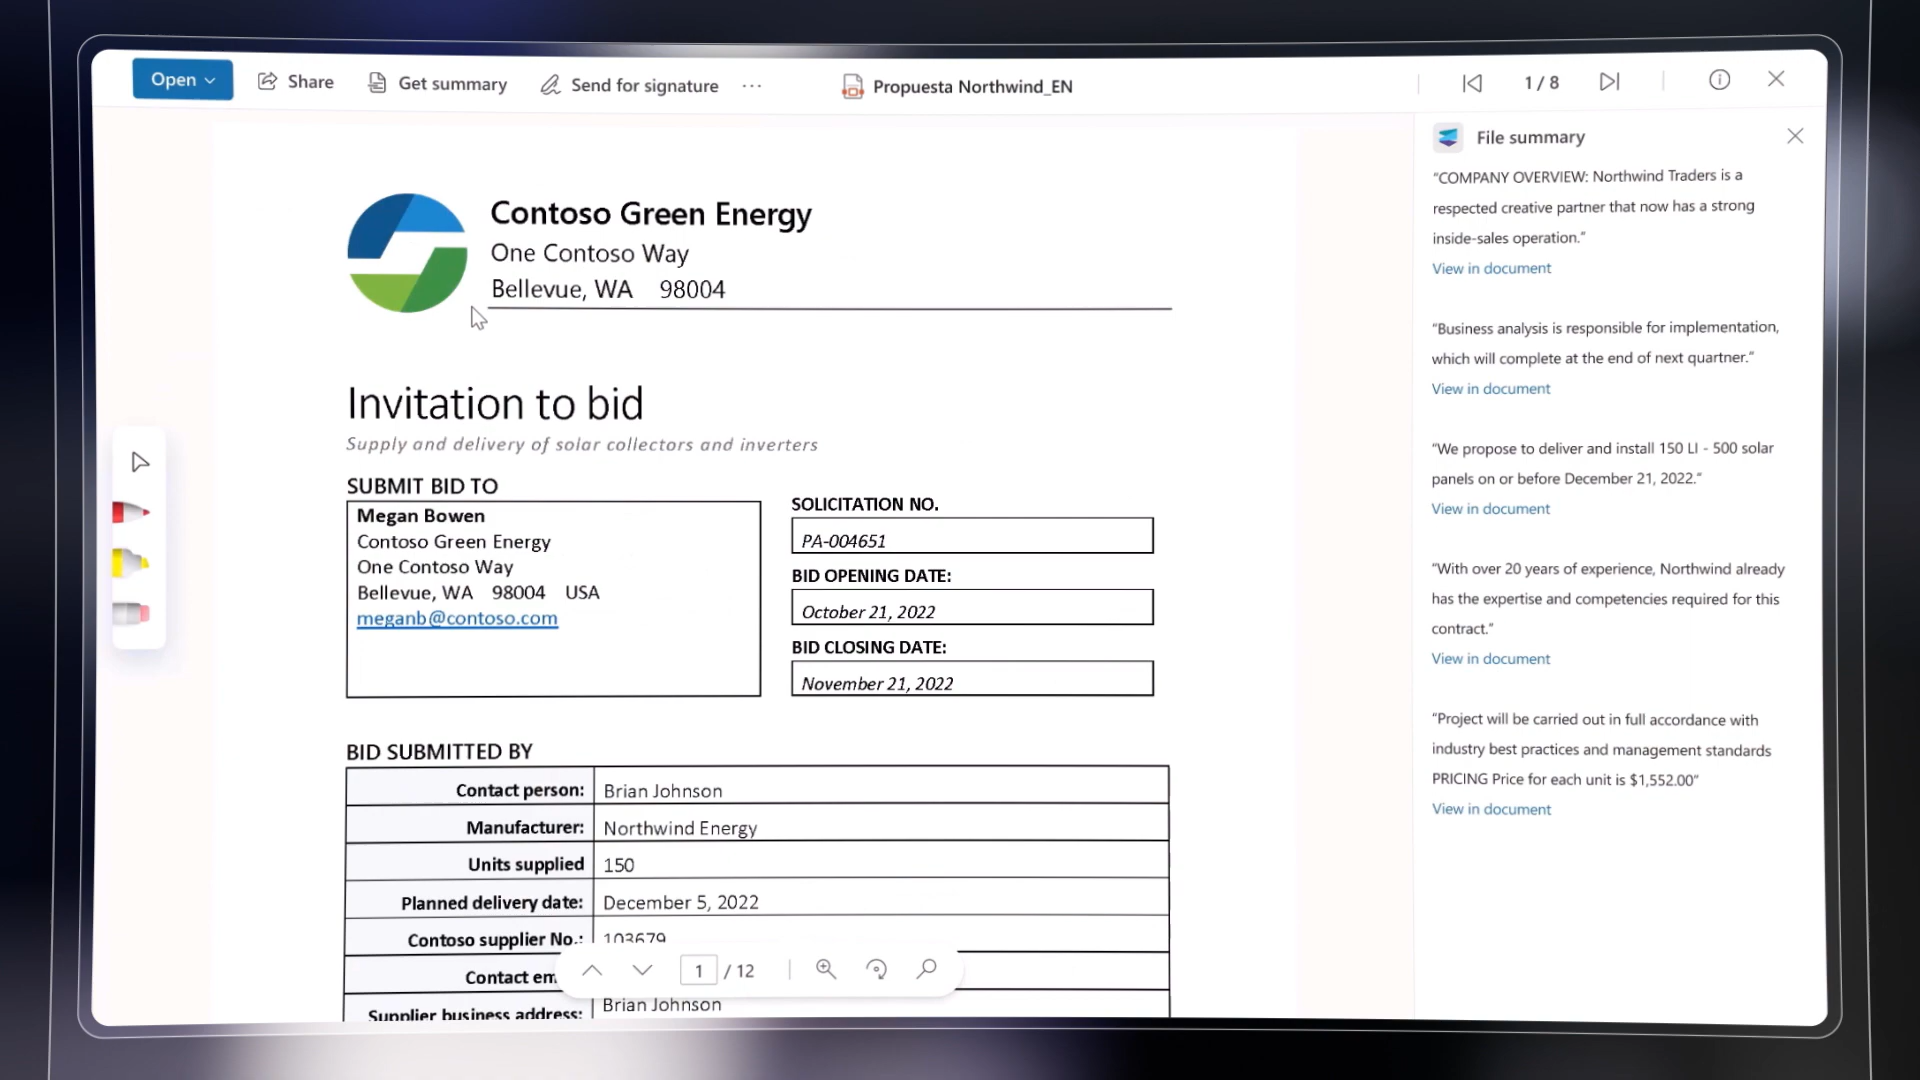 Open
Share
Get summary
Send for signature
...
Propuesta Northwind_EN
1 / 8
Contoso Green Energy
One Contoso Way
Bellevue, WA 98004
Invitation to bid
Supply and delivery of solar collectors and inverters
SUBMIT BID TO
Megan Bowen
Contoso Green Energy
One Contoso Way
Bellevue, WA 98004 USA
meganb@contoso.com
SOLICITATION NO.
PA-004651
BID OPENING DATE:
October 21, 2022
BID CLOSING DATE:
November 21, 2022
BID SUBMITTED BY
Contact person: Brian Johnson
Manufacturer: Northwind Energy
Units supplied 150
Planned delivery date: December 5, 2022
Contoso supplier No.: 103679
Contact em
Supplier business address: Brian Johnson
1 / 12
File summary
“COMPANY OVERVIEW: Northwind Traders is a
respected creative partner that now has a strong
inside-sales operation.”
View in document
“Business analysis is responsible for implementation,
which will complete at the end of next quartner.”
View in document
“We propose to deliver and install 150 LI - 500 solar
panels on or before December 21, 2022.”
View in document
“With over 20 years of experience, Northwind already
has the expertise and competencies required for this
contract.”
View in document
“Project will be carried out in full accordance with
industry best practices and management standards
PRICING Price for each unit is $1,552.00”
View in document